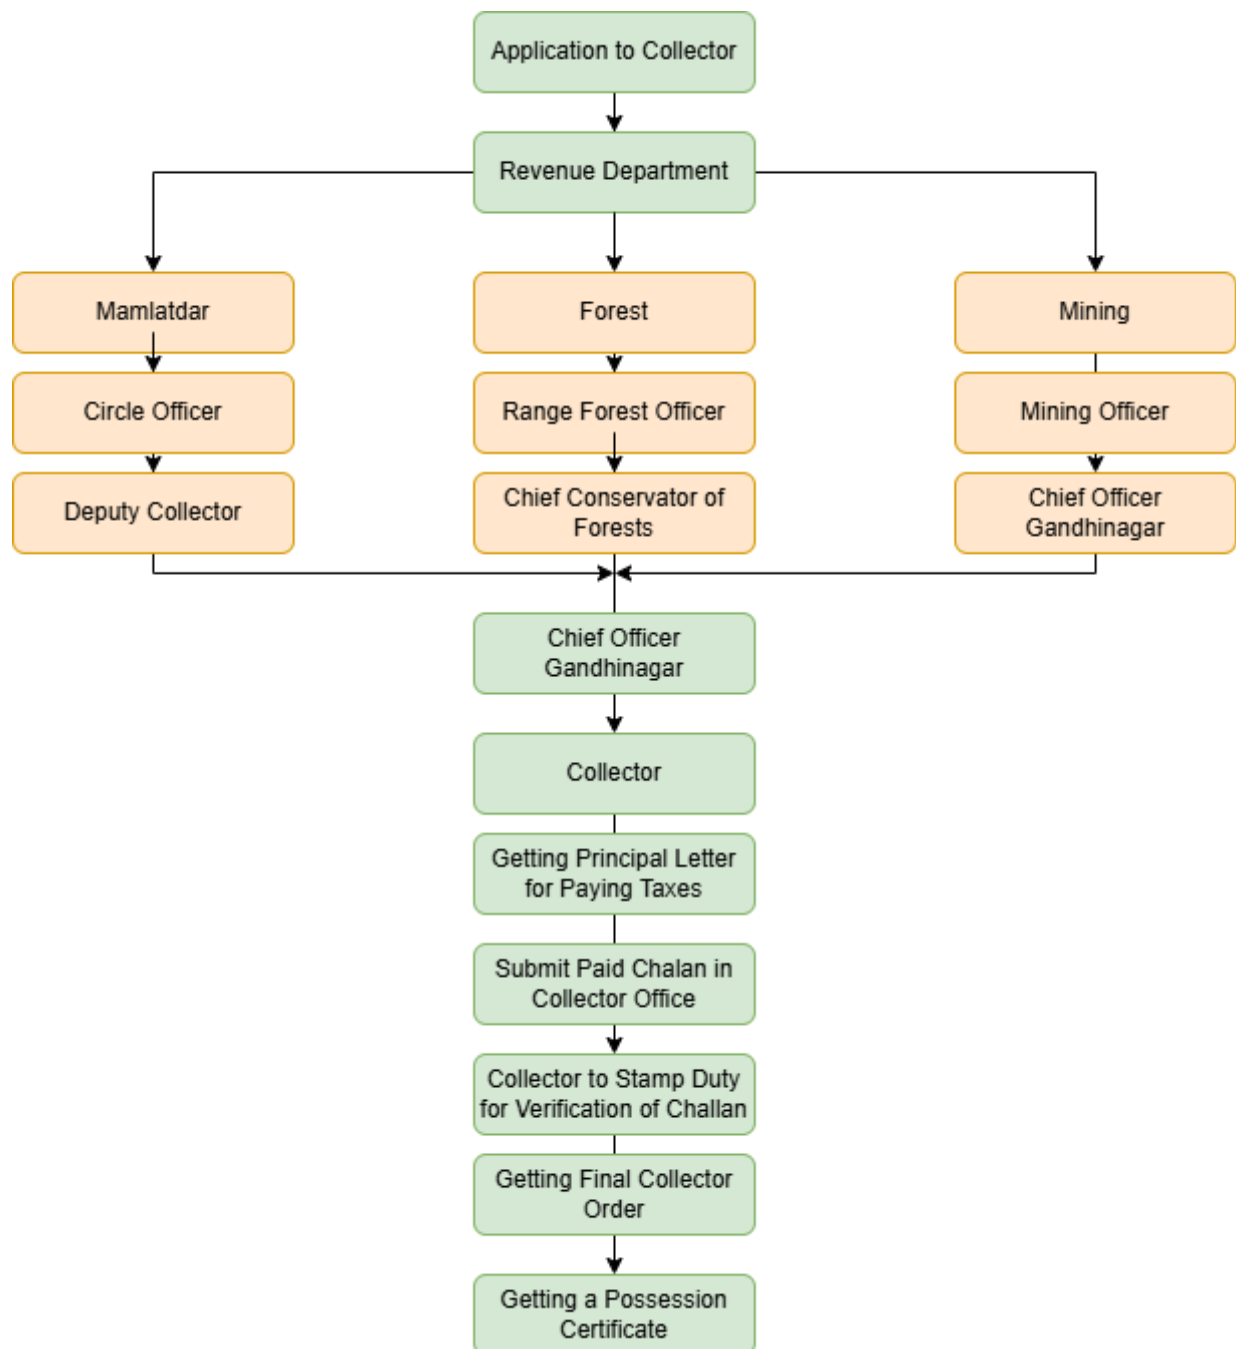 Application to Collector
Revenue Department
Mamlatdar
Forest
Mining
Circle Officer
Range Forest Officer
Mining Officer
Deputy Collector
Chief Conservator of
Forests
Chief Officer
Gandhinagar
Chief Officer
Gandhinagar
Collector
Getting Principal Letter
for Paying Taxes
Submit Paid Chalan in
Collector Office
Collector to Stamp Duty
for Verification of Challan
Getting Final Collector
Order
Getting a Possession
Certificate